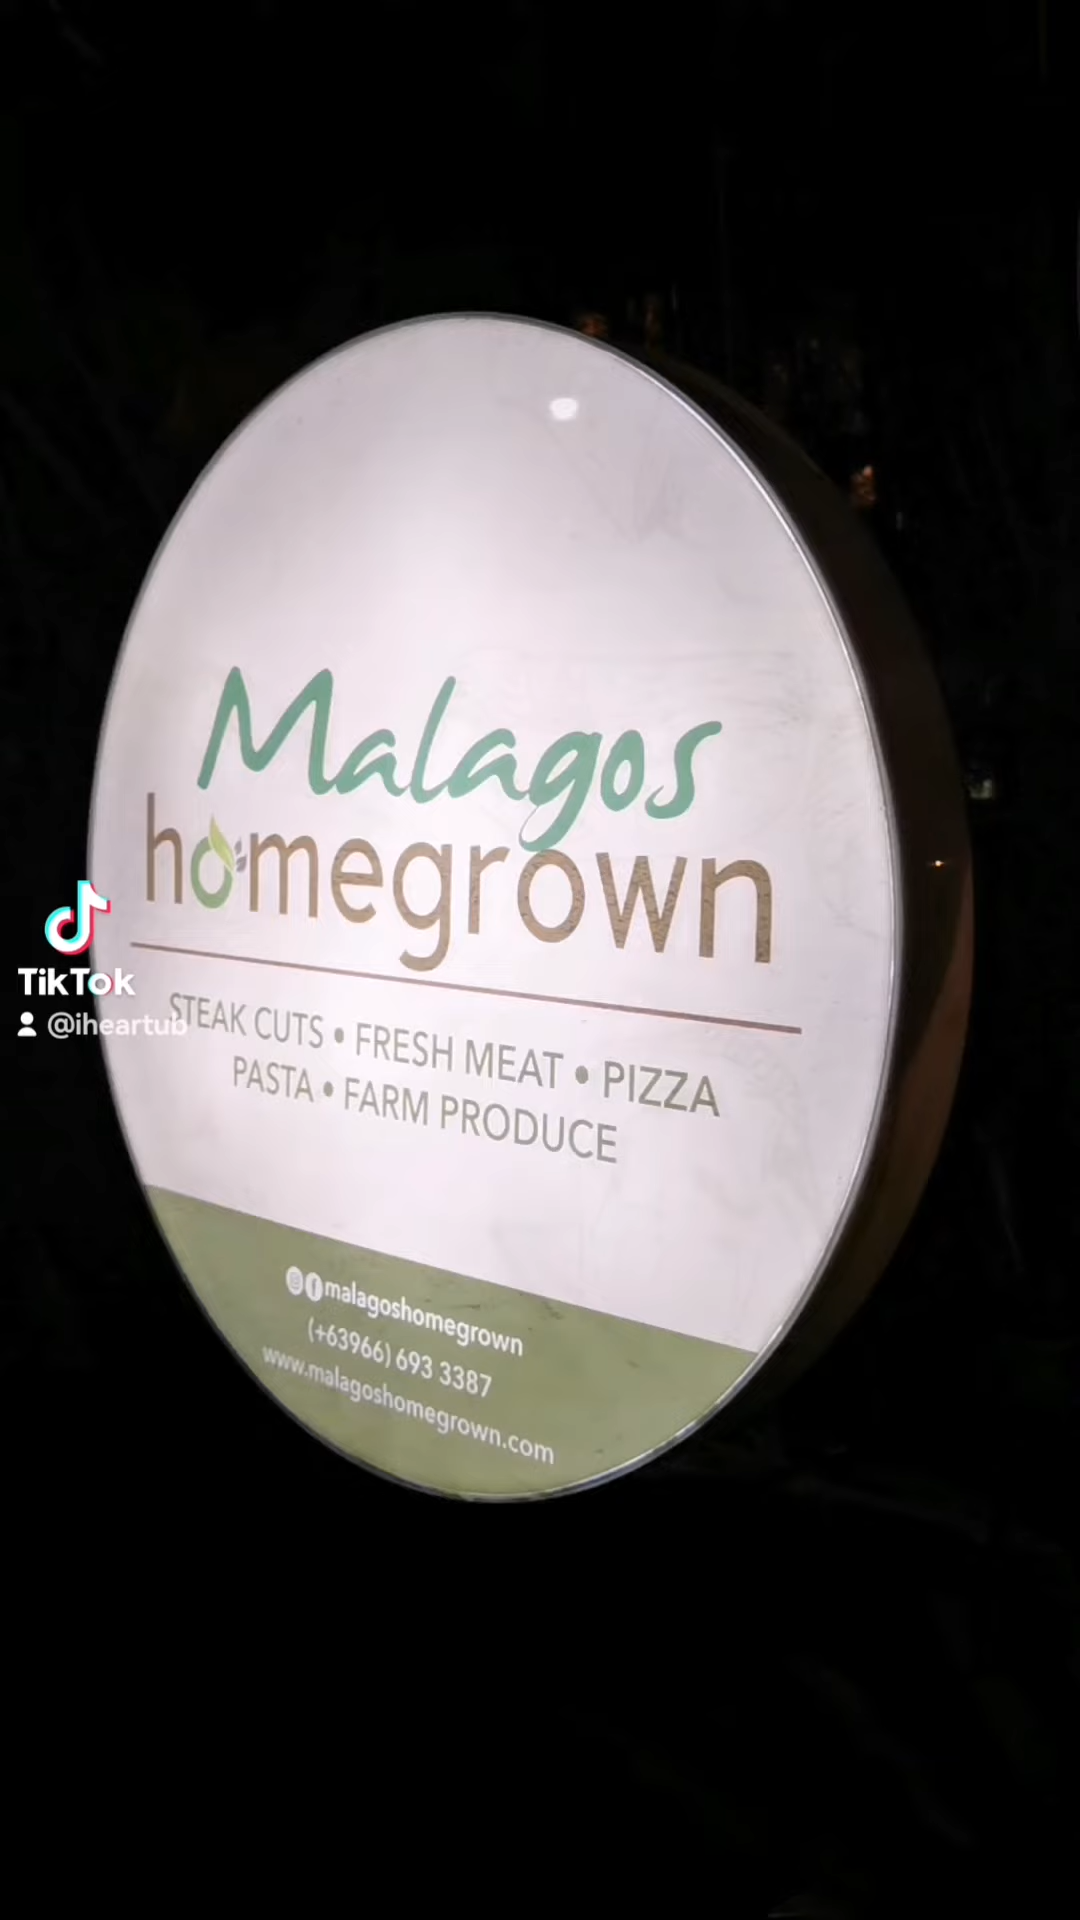 Malagos
homegrown
STEAK CUTS • FRESH MEAT • PIZZA
PASTA • FARM PRODUCE
malagoshomegrown
(+63966) 693 3387
www.malagoshomegrown.com
TikTok
@iheartub